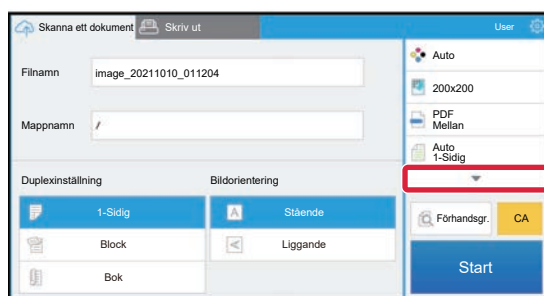 Skanna ett dokument
Skriv ut
User
Filnamn
image_20211010_011204
Mappnamn
/
Duplexinställning
Bildorientering
1-Sidig
Block
Bok
A
Stående
Liggande
Auto
200x200
PDF
Mellan
Auto
1-Sidig
Förhandsgr.
CA
Start